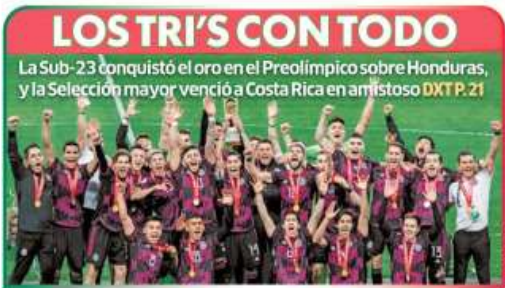 LOS TRI'S CON TODO
La Sub-23 conquistó el oro en el Preolímpico sobre Honduras,
y la Selección mayor venció a Costa Rica en amistoso DXT P. 21